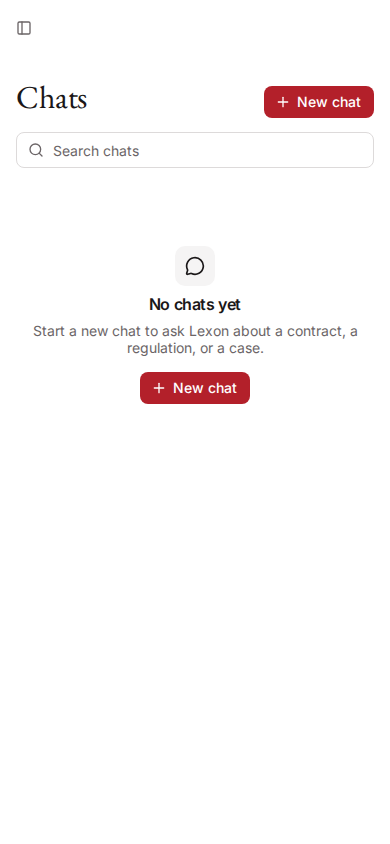 Chats
New chat
Search chats
No chats yet
Start a new chat to ask Lexon about a contract, a
regulation, or a case.
New chat